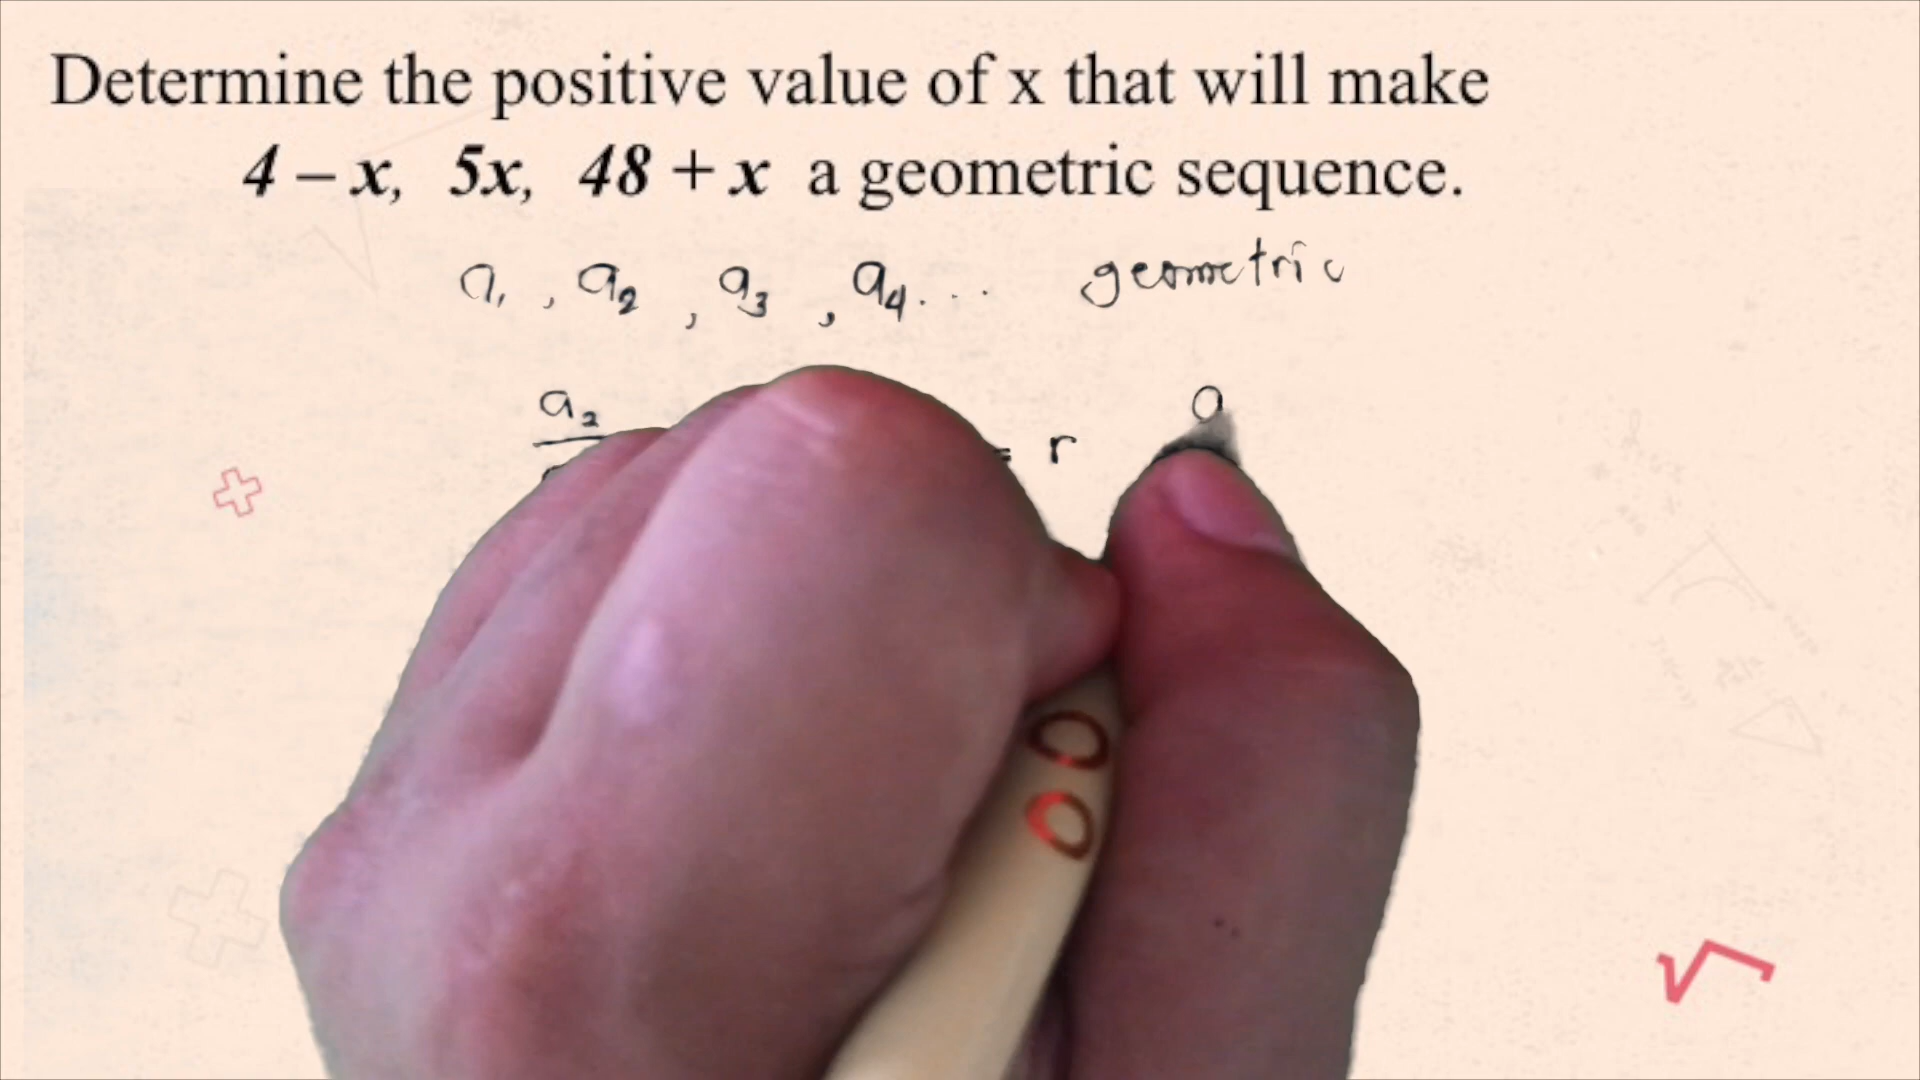 Determine the positive value of x that will make
4 – x, 5x, 48 + x a geometric sequence.
a₁ , a₂ , a₃ , a₄ . . . geometric
a₂ = r a